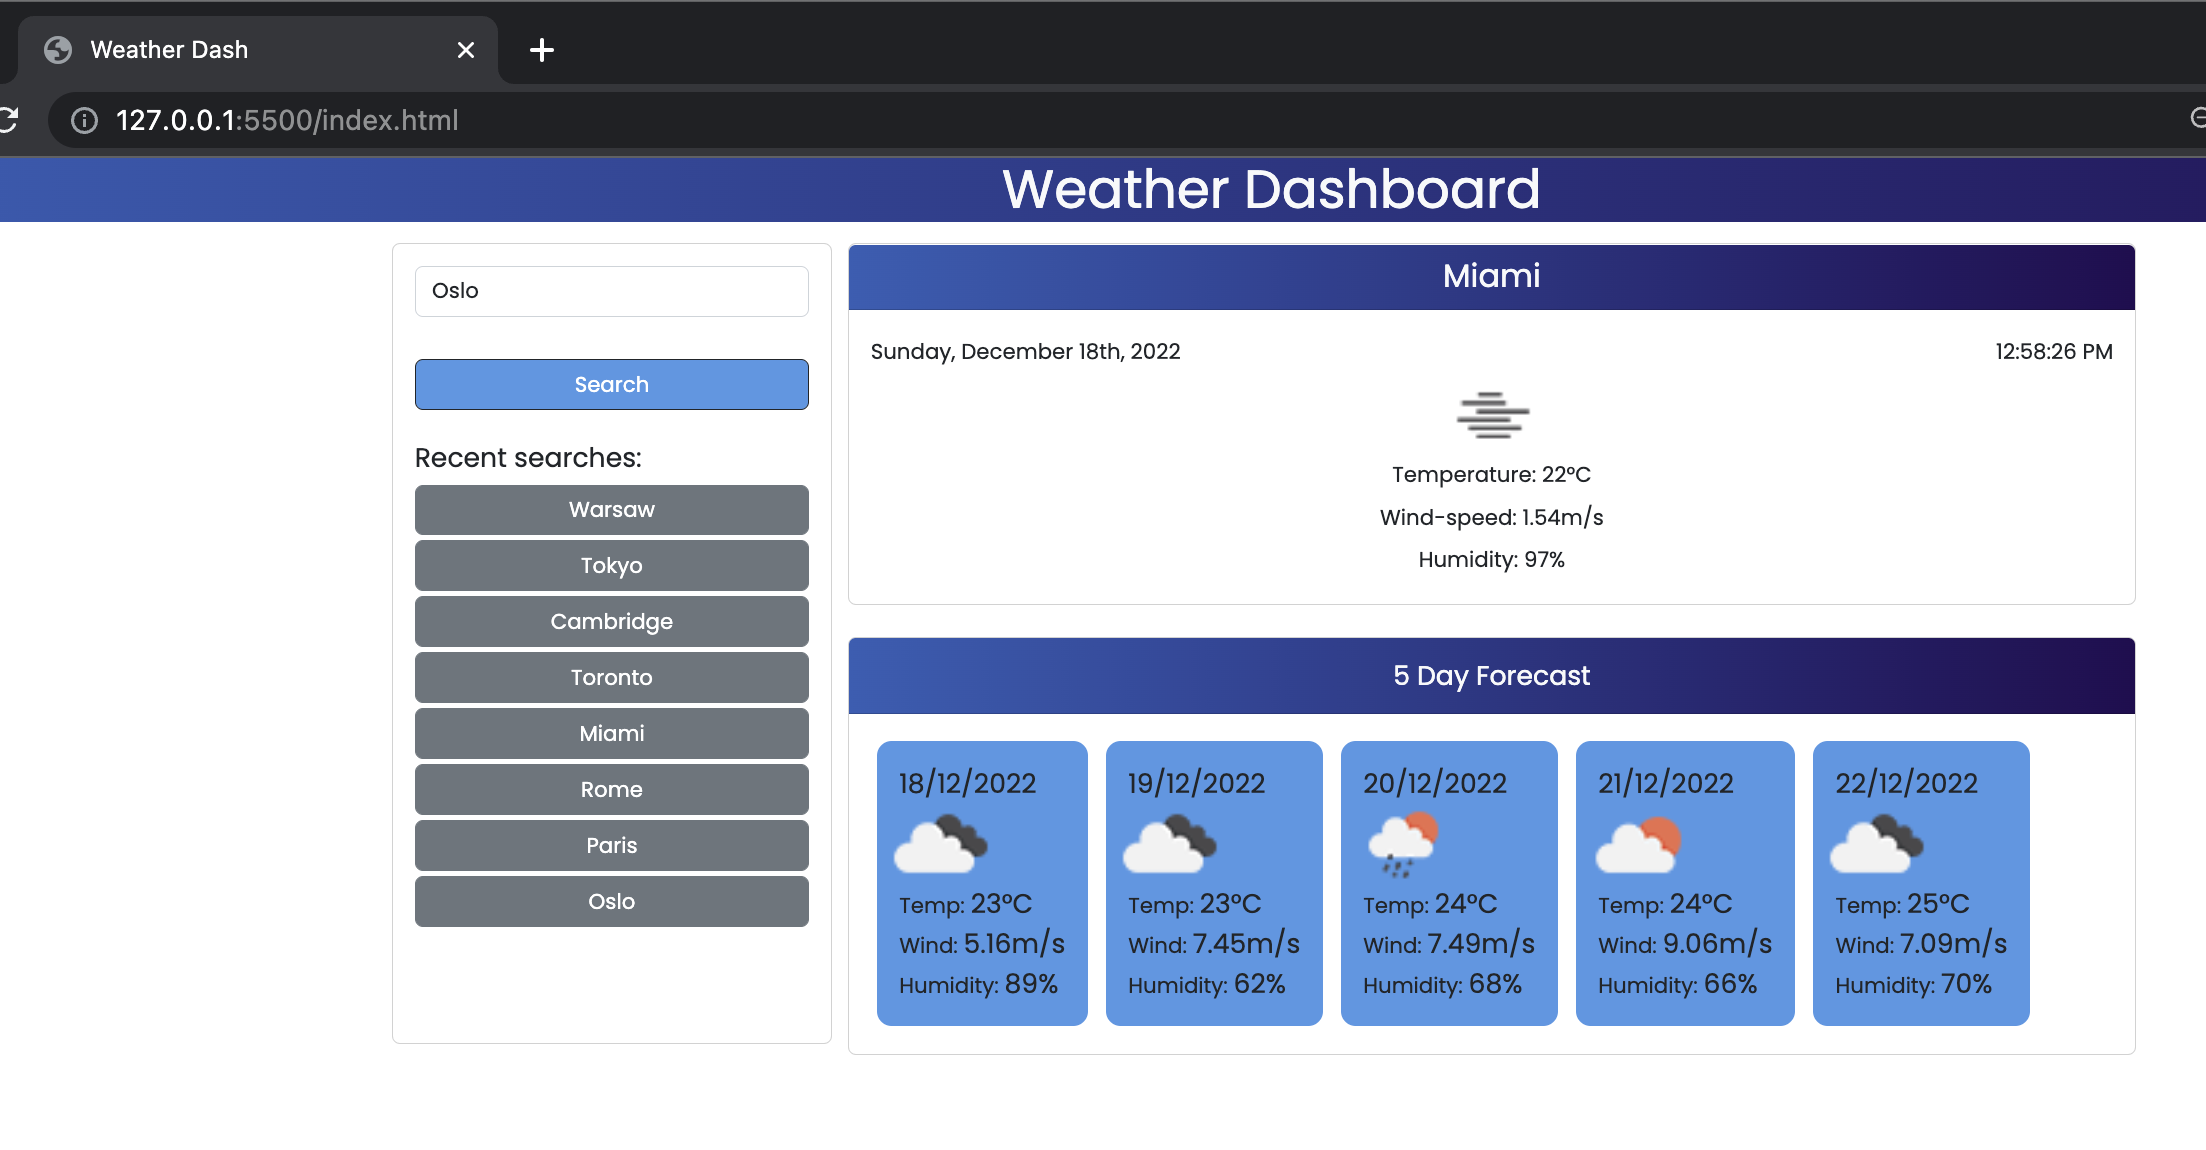 Weather Dash
127.0.0.1:5500/index.html
Weather Dashboard
Oslo
Search
Recent searches:
Warsaw
Tokyo
Cambridge
Toronto
Miami
Rome
Paris
Oslo
Miami
Sunday, December 18th, 2022
12:58:26 PM
Temperature: 22°C
Wind-speed: 1.54m/s
Humidity: 97%
5 Day Forecast
18/12/2022
Temp: 23°C
Wind: 5.16m/s
Humidity: 89%
19/12/2022
Temp: 23°C
Wind: 7.45m/s
Humidity: 62%
20/12/2022
Temp: 24°C
Wind: 7.49m/s
Humidity: 68%
21/12/2022
Temp: 24°C
Wind: 9.06m/s
Humidity: 66%
22/12/2022
Temp: 25°C
Wind: 7.09m/s
Humidity: 70%